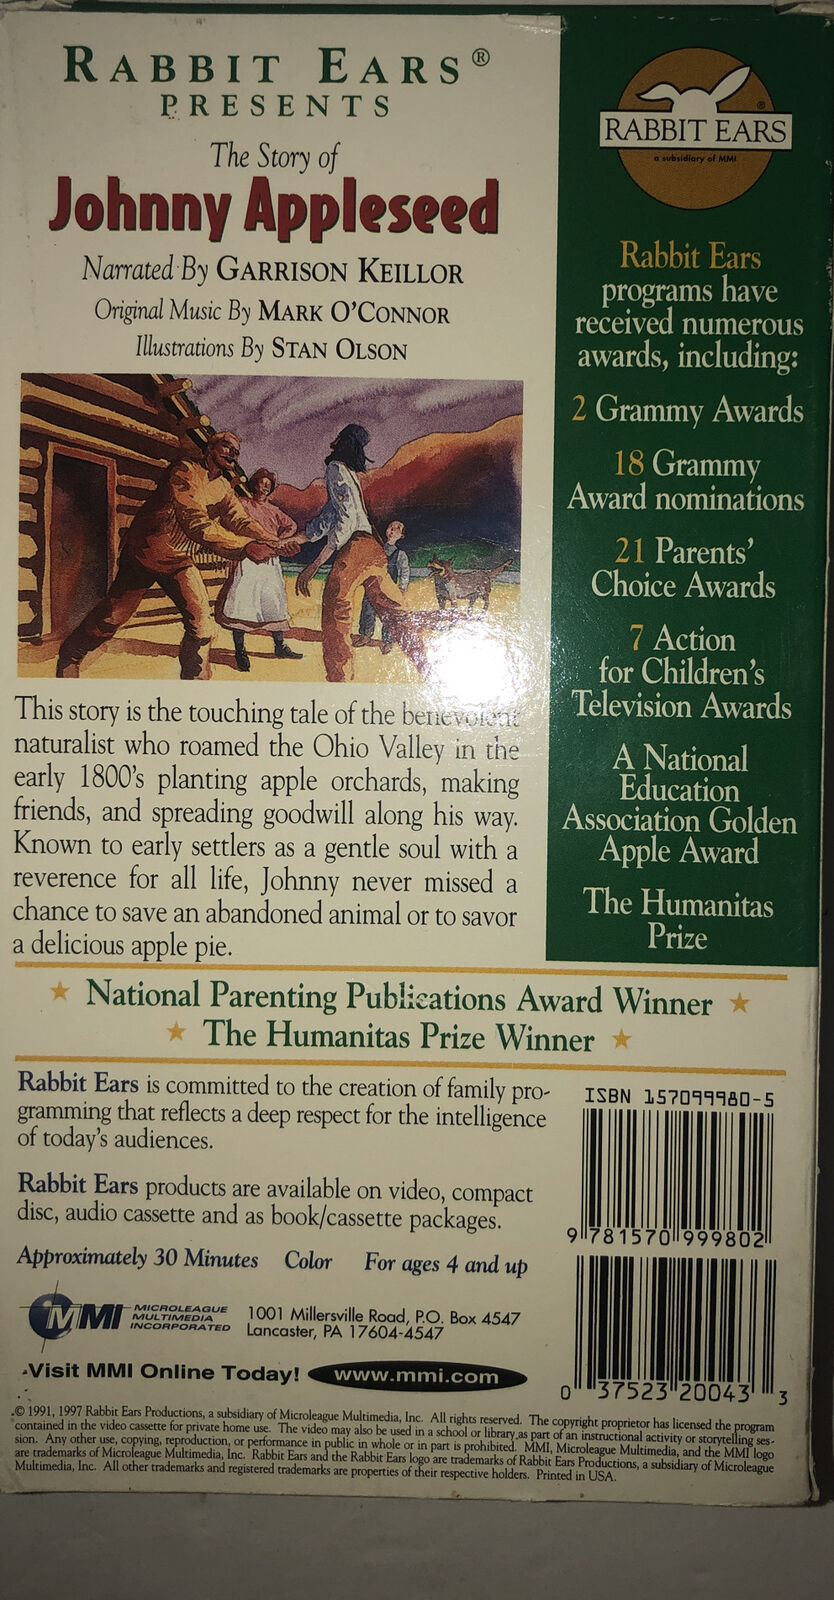 RABBIT EARS®
PRESENTS
The Story of
Johnny Appleseed
Narrated By GARRISON KEILLOR
Original Music By MARK O'CONNOR
Illustrations By STAN OLSON
This story is the touching tale of the benevolent
naturalist who roamed the Ohio Valley in the
early 1800's planting apple orchards, making
friends, and spreading goodwill along his way.
Known to early settlers as a gentle soul with a
reverence for all life, Johnny never missed a
chance to save an abandoned animal or to savor
a delicious apple pie.
RABBIT EARS®
a subsidiary of MMI
Rabbit Ears
programs have
received numerous
awards, including:
2 Grammy Awards
18 Grammy
Award nominations
21 Parents'
Choice Awards
7 Action
for Children's
Television Awards
A National
Education
Association Golden
Apple Award
The Humanitas
Prize
★ National Parenting Publications Award Winner ★
★ The Humanitas Prize Winner ★
Rabbit Ears is committed to the creation of family pro-
gramming that reflects a deep respect for the intelligence
of today's audiences.
Rabbit Ears products are available on video, compact
disc, audio cassette and as book/cassette packages.
Approximately 30 Minutes Color For ages 4 and up
MMI MICROLEAGUE
MULTIMEDIA
INCORPORATED
1001 Millersville Road, P.O. Box 4547
Lancaster, PA 17604-4547
Visit MMI Online Today! www.mmi.com
ISBN 157099980-5
9 781570 999802
0 37523 20043 3
© 1991, 1997 Rabbit Ears Productions, a subsidiary of Microleague Multimedia, Inc. All rights reserved. The copyright proprietor has licensed the program
contained in the video cassette for private home use. The video may also be used in a school or library as part of an instructional activity or storytelling ses-
sion. Any other use, copying, reproduction, or performance in public in whole or in part is prohibited. MMI, Microleague Multimedia, and the MMI logo
are trademarks of Microleague Multimedia, Inc. Rabbit Ears and the Rabbit Ears logo are trademarks of Rabbit Ears Productions, a subsidiary of Microleague
Multimedia, Inc. All other trademarks and registered trademarks are properties of their respective holders. Printed in USA.